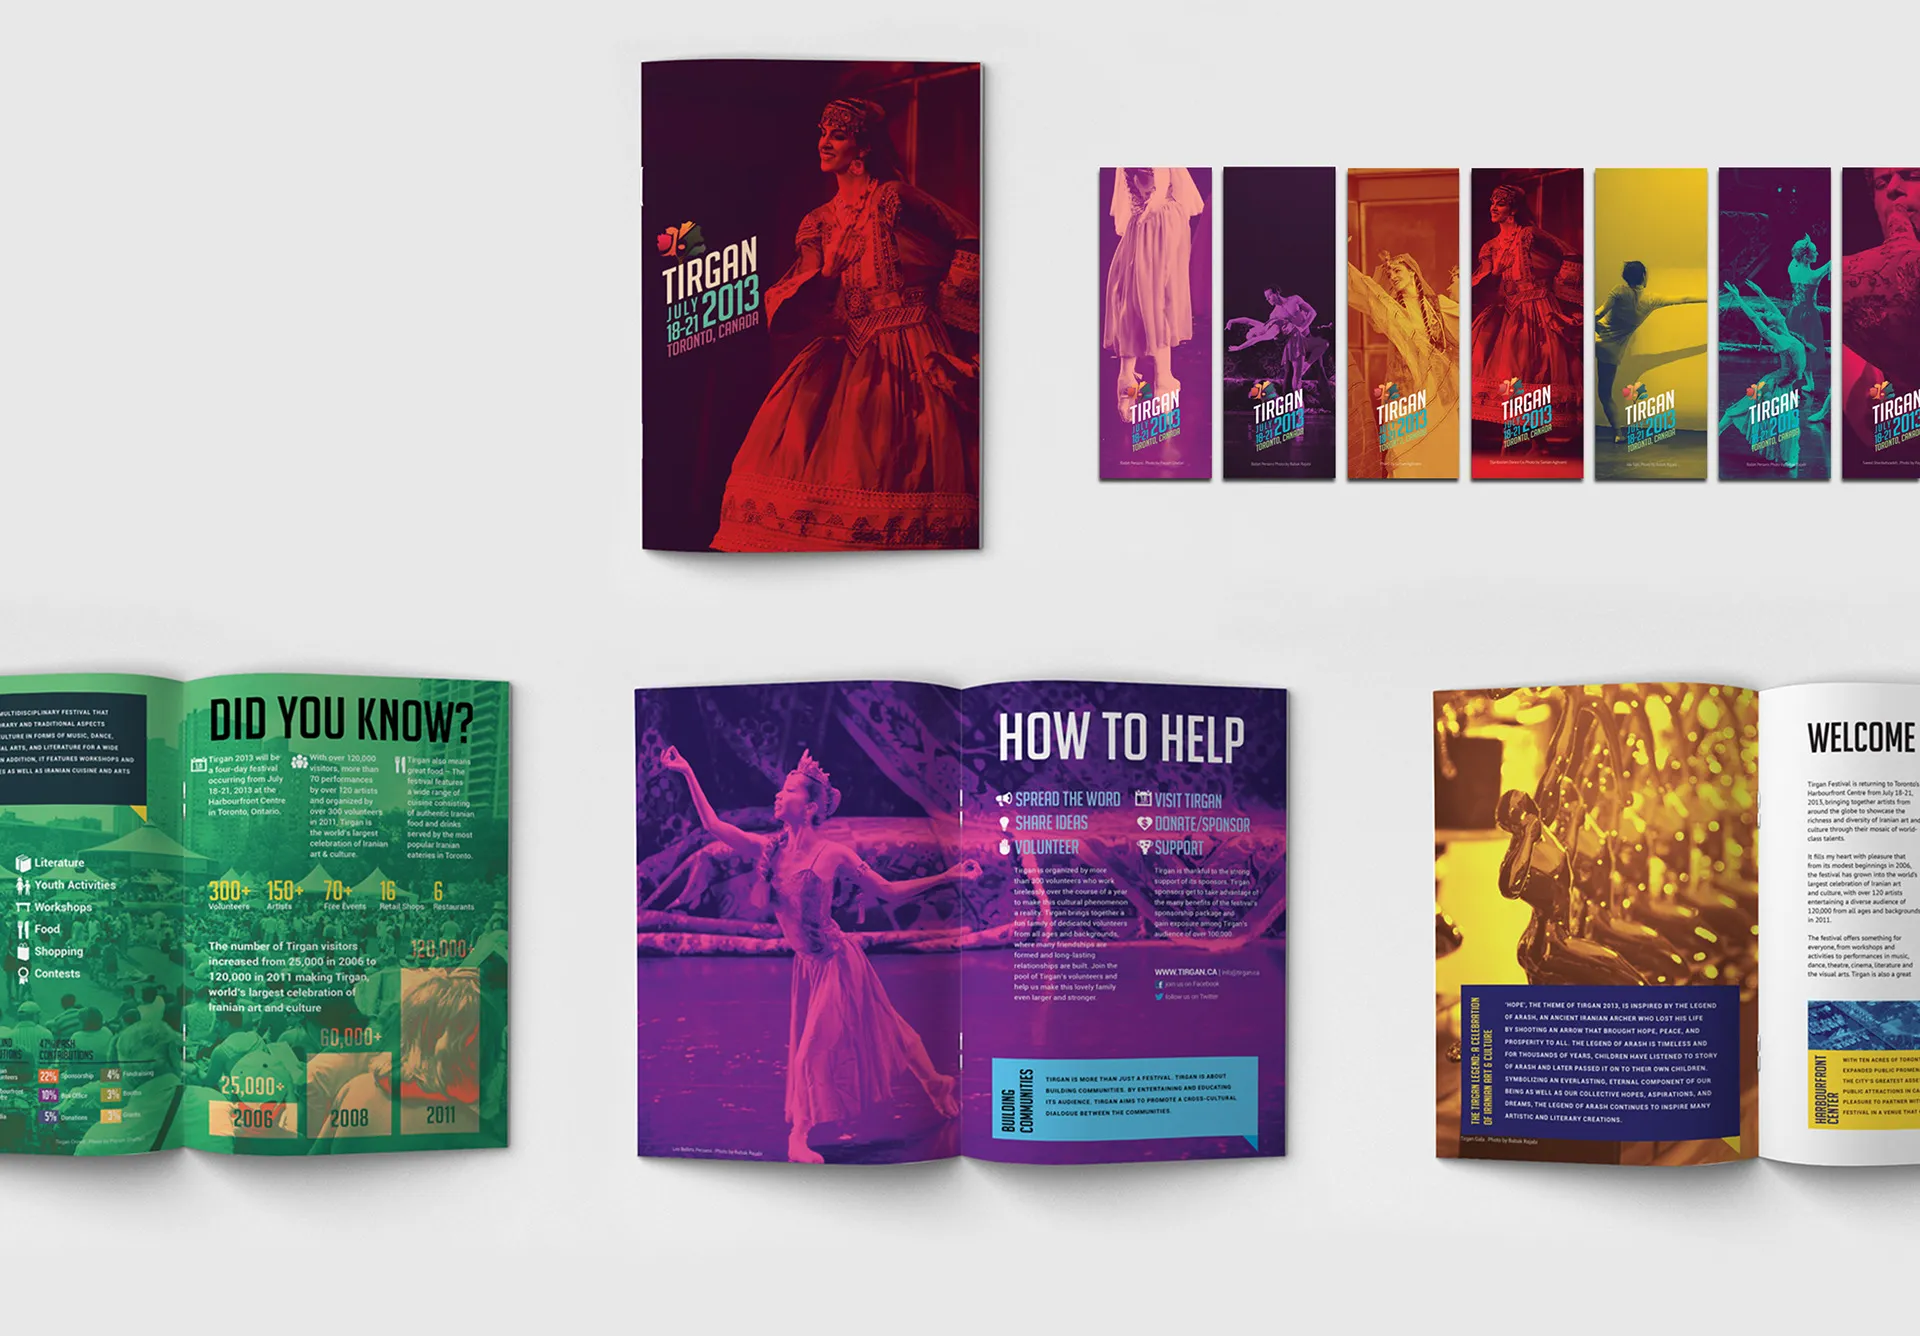 TIRGAN
JULY 2013
18-21
TORONTO, CANADA
TIRGAN
JULY 2013
18-21
TORONTO, CANADA
TIRGAN
JULY 2013
18-21
TORONTO, CANADA
TIRGAN
JULY 2013
18-21
TORONTO, CANADA
TIRGAN
JULY 2013
18-21
TORONTO, CANADA
TIRGAN
JULY 2013
18-21
TORONTO, CANADA
TIRGAN
JULY 2013
18-21
TORONTO, CANADA
TIRGAN
JULY 201
18-21
TORONTO, CANAD
MULTIDISCIPLINARY FESTIVAL THAT
RARY AND TRADITIONAL ASPECTS
CULTURE IN FORMS OF MUSIC, DANCE,
AL ARTS, AND LITERATURE FOR A WIDE
N ADDITION, IT FEATURES WORKSHOPS AND
ES AS WELL AS IRANIAN CUISINE AND ARTS
Literature
Youth Activities
Workshops
Food
Shopping
Contests
47% CASH
CONTRIBUTIONS
22% Sponsorship
4% Fundraising
10% Box Office
3% Booths
5% Donations
3% Grants
DID YOU KNOW?
Tirgan 2013 will be
a four-day festival
occurring from July
18-21, 2013 at the
Harbourfront Centre
in Toronto, Ontario.
With over 120,000
visitors, more than
70 performances
by over 120 artists
and organized by
over 300 volunteers
in 2011, Tirgan is
the world's largest
celebration of Iranian
art & culture.
Tirgan also means
great food – The
festival features
a wide range of
cuisine consisting
of authentic Iranian
food and drinks
served by the most
popular Iranian
eateries in Toronto.
300+
Volunteers
150+
Artists
70+
Free Events
16
Retail Shops
6
Restaurants
The number of Tirgan visitors
increased from 25,000 in 2006 to
120,000 in 2011 making Tirgan,
world's largest celebration of
Iranian art and culture
25,000+
2006
60,000+
2008
120,000+
2011
HOW TO HELP
SPREAD THE WORD
SHARE IDEAS
VOLUNTEER
VISIT TIRGAN
DONATE/SPONSOR
SUPPORT
Tirgan is organized by more
than 300 volunteers who work
tirelessly over the course of a year
to make this cultural phenomenon
a reality. Tirgan brings together a
fun family of dedicated volunteers
from all ages and backgrounds,
where many friendships are
formed and long-lasting
relationships are built. Join the
pool of Tirgan's volunteers and
help us make this lovely family
even larger and stronger.
Tirgan is thankful to the strong
support of its sponsors. Tirgan
sponsors get to take advantage of
the many benefits of the festival's
sponsorship package and
gain exposure among Tirgan's
audience of over 100,000
WWW.TIRGAN.CA | info@tirgan.ca
join us on Facebook
follow us on Twitter
BUILDING
COMMUNITIES
TIRGAN IS MORE THAN JUST A FESTIVAL. TIRGAN IS ABOUT
BUILDING COMMUNITIES. BY ENTERTAINING AND EDUCATING
ITS AUDIENCE, TIRGAN AIMS TO PROMOTE A CROSS-CULTURAL
DIALOGUE BETWEEN THE COMMUNITIES.
Les Ballets Persans . Photo by Babak Rajabi
THE TIRGAN LEGEND: A CELEBRATION
OF IRANIAN ART & CULTURE
'HOPE', THE THEME OF TIRGAN 2013, IS INSPIRED BY THE LEGEND
OF ARASH, AN ANCIENT IRANIAN ARCHER WHO LOST HIS LIFE
BY SHOOTING AN ARROW THAT BROUGHT HOPE, PEACE, AND
PROSPERITY TO ALL. THE LEGEND OF ARASH IS TIMELESS AND
FOR THOUSANDS OF YEARS, CHILDREN HAVE LISTENED TO STORY
OF ARASH AND LATER PASSED IT ON TO THEIR OWN CHILDREN.
SYMBOLIZING AN EVERLASTING, ETERNAL COMPONENT OF OUR
BEING AS WELL AS OUR COLLECTIVE HOPES, ASPIRATIONS, AND
DREAMS, THE LEGEND OF ARASH CONTINUES TO INSPIRE MANY
ARTISTIC AND LITERARY CREATIONS.
Tirgan Gala . Photo by Babak Rajabi
WELCOME
Tirgan Festival is returning to Toronto's
Harbourfront Centre from July 18-21,
2013, bringing together artists from
around the globe to showcase the
richness and diversity of Iranian art and
culture through their mosaic of world-
class talents.
It fills my heart with pleasure that
from its modest beginnings in 2006,
the festival has grown into the world's
largest celebration of Iranian art
and culture, with over 120 artists
entertaining a diverse audience of
120,000 from all ages and backgrounds
in 2011.
The festival offers something for
everyone, from workshops and
activities to performances in music,
dance, theatre, cinema, literature and
the visual arts. Tirgan is also a great
HARBOURFRONT
CENTER
WITH TEN ACRES OF TORONT
EXPANDED PUBLIC PROMEN
THE CITY'S GREATEST ASSE
PUBLIC ATTRACTIONS IN CA
PLEASURE TO PARTNER WIT
FESTIVAL IN A VENUE THAT